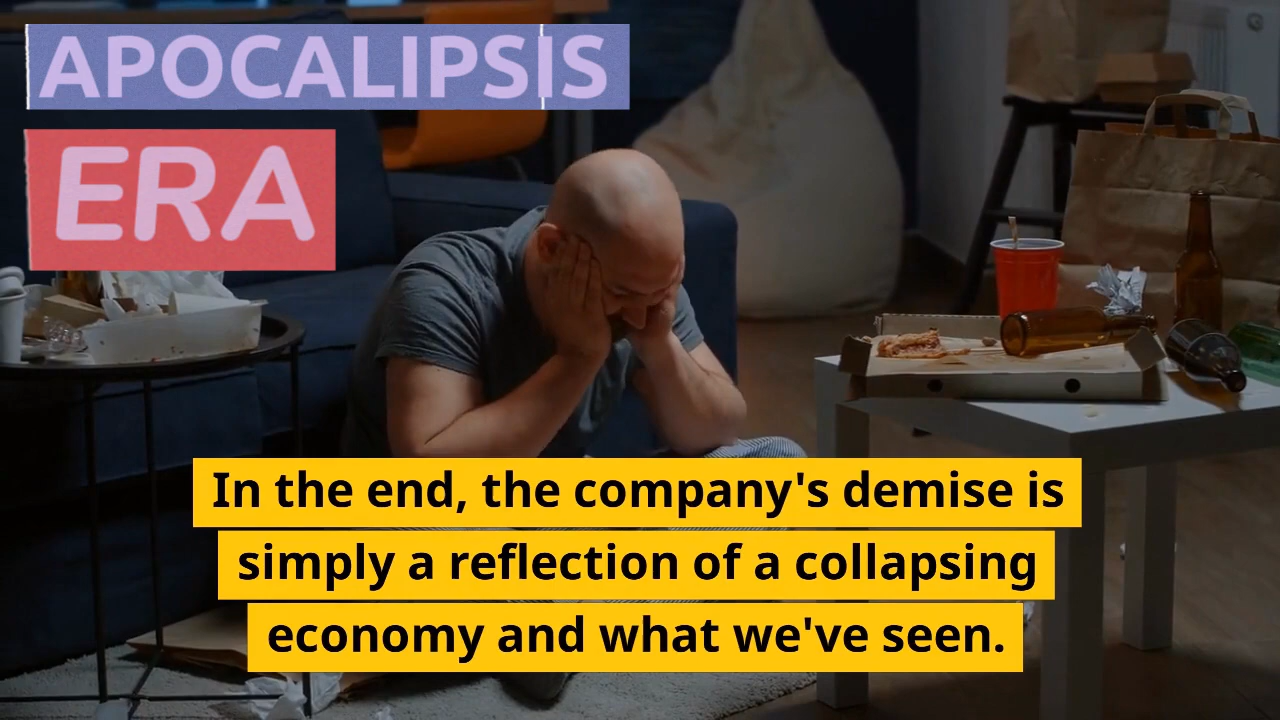 APOCALIPSIS
ERA
In the end, the company's demise is
simply a reflection of a collapsing
economy and what we've seen.